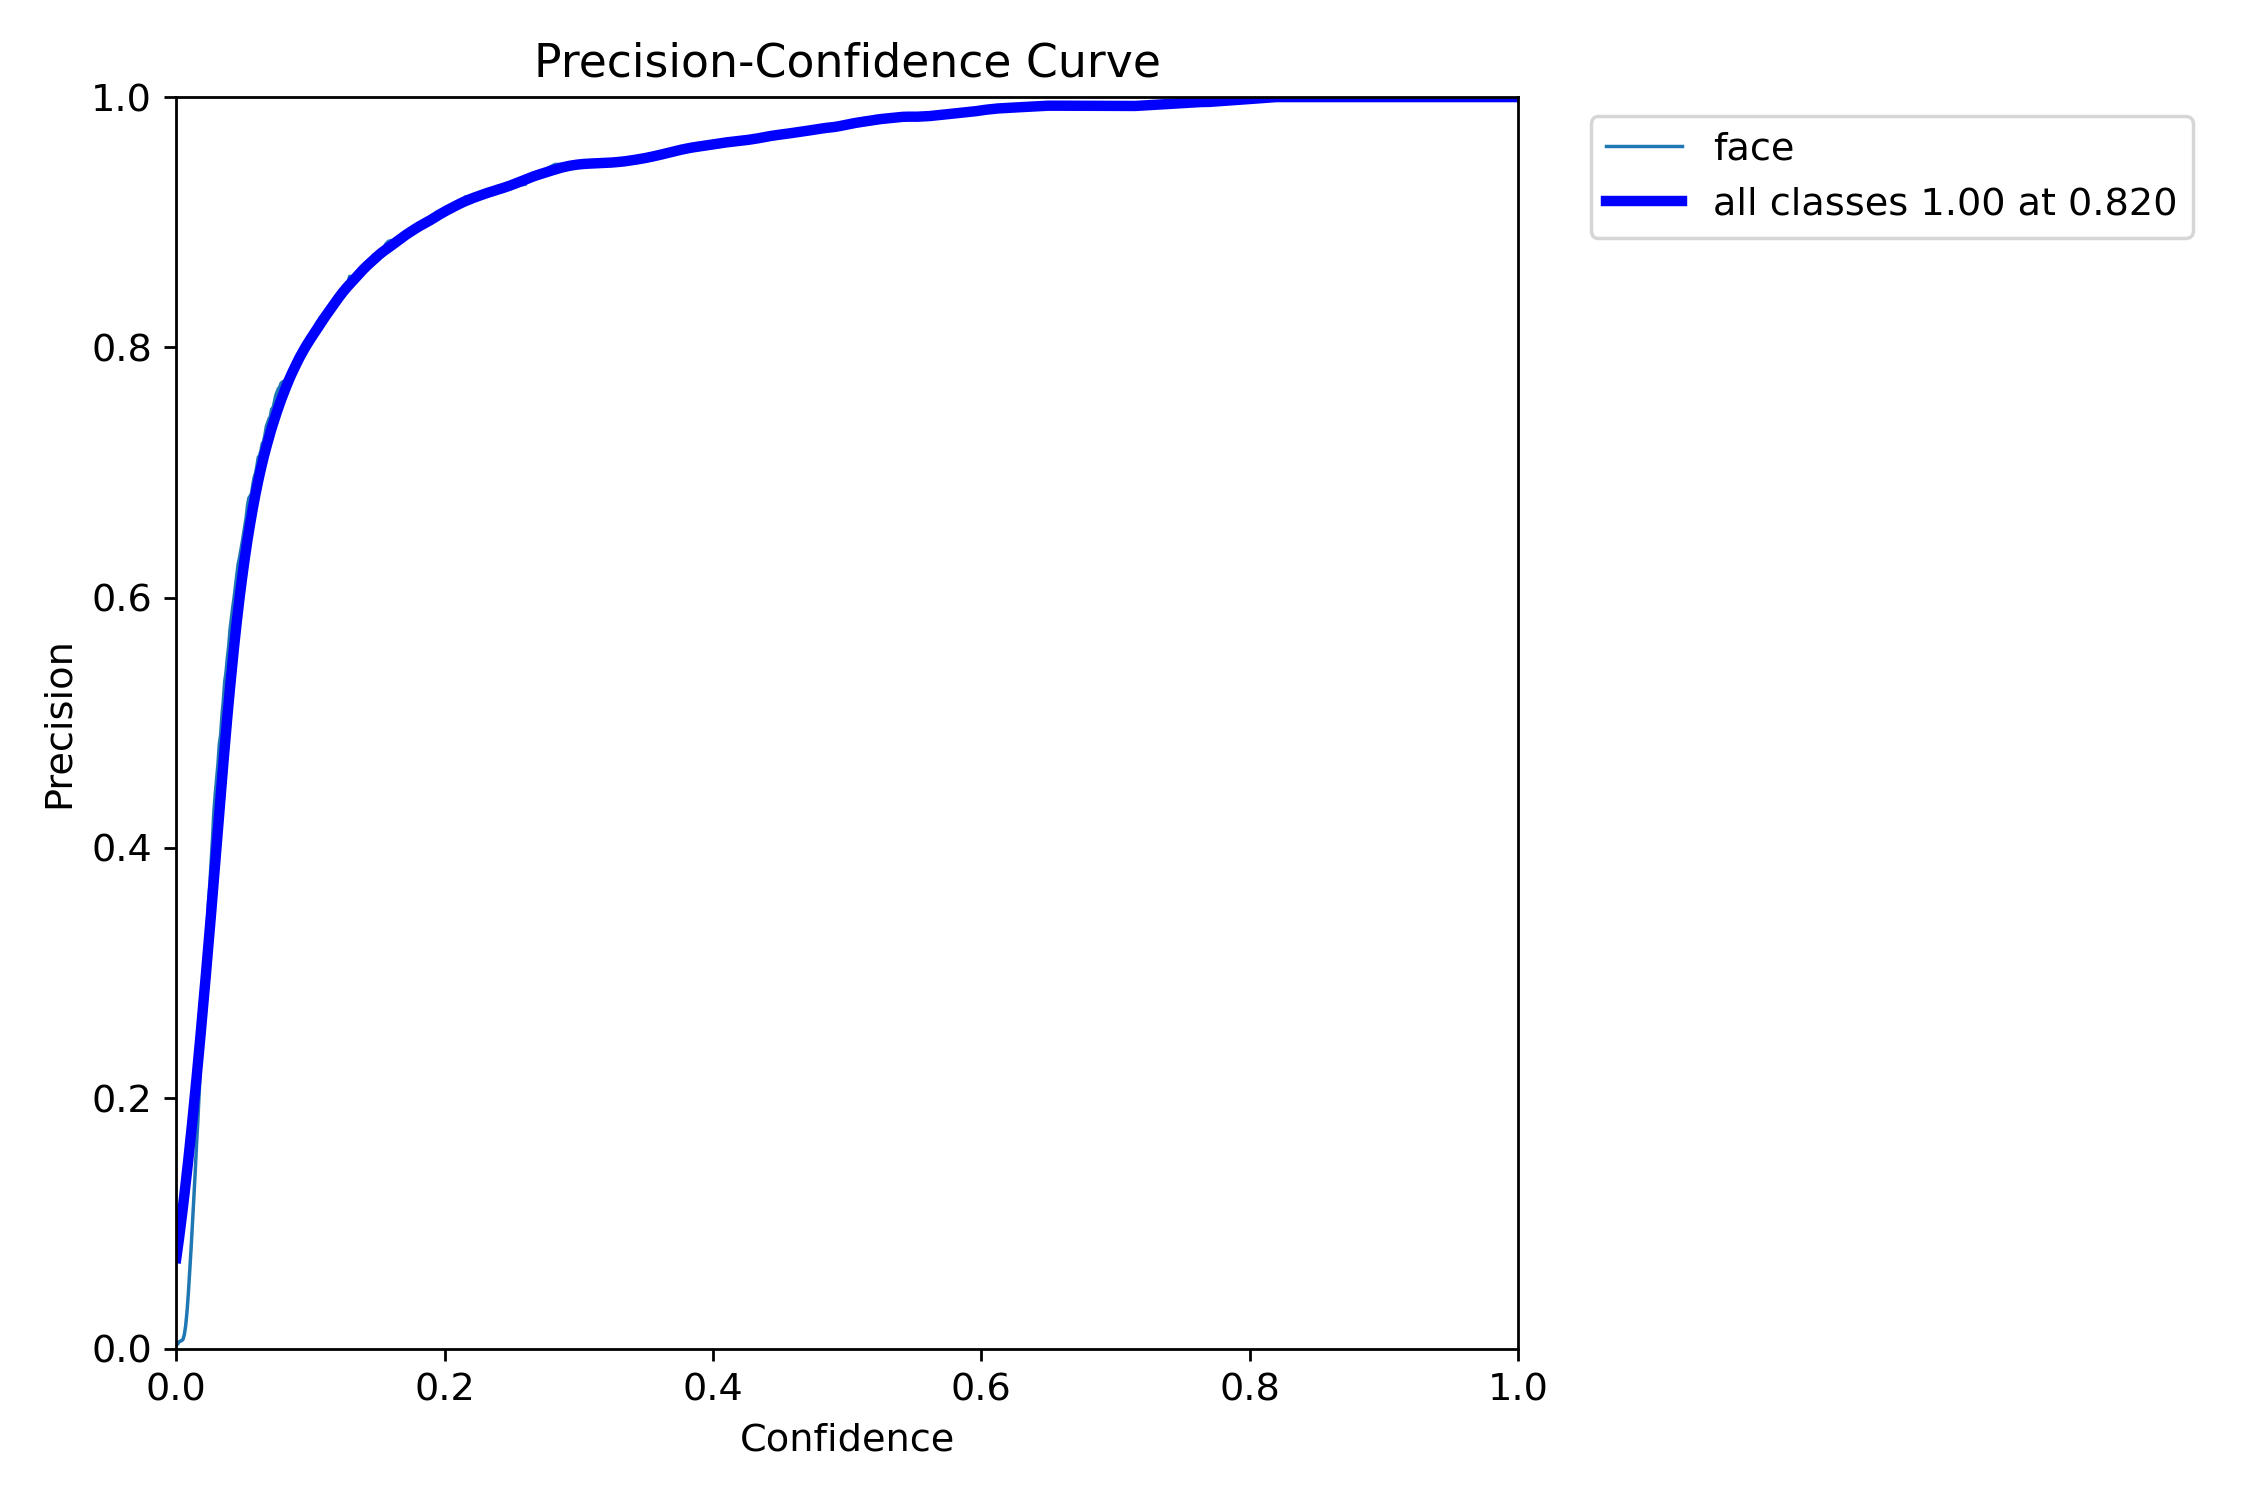 Precision-Confidence Curve
1.0
0.8
0.6
0.4
0.2
0.0
Precision
0.0 0.2 0.4 0.6 0.8 1.0
Confidence
face
all classes 1.00 at 0.820